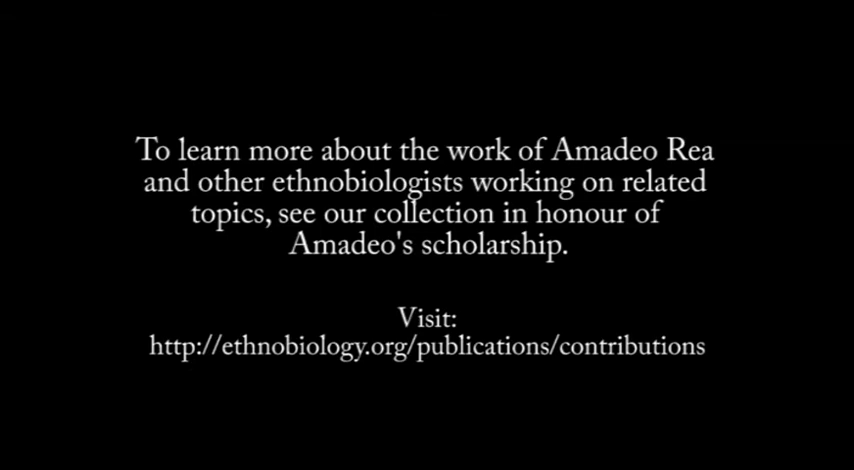 To learn more about the work of Amadeo Rea
and other ethnobiologists working on related
topics, see our collection in honour of
Amadeo's scholarship.
Visit:
http://ethnobiology.org/publications/contributions